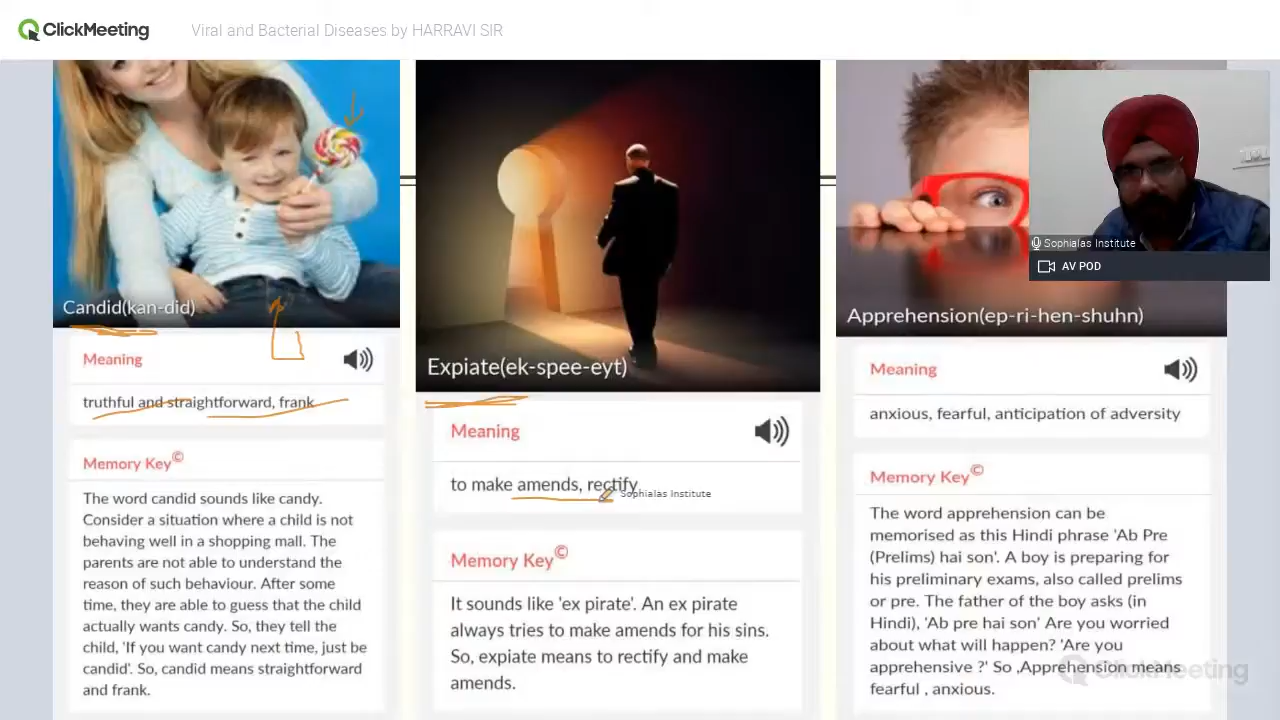 ClickMeeting
Viral and Bacterial Diseases by HARRAVI SIR
Candid(kan-did)
Meaning
truthful and straightforward, frank
Memory Key©
The word candid sounds like candy.
Consider a situation where a child is not
behaving well in a shopping mall. The
parents are not able to understand the
reason of such behaviour. After some
time, they are able to guess that the child
actually wants candy. So, they tell the
child, 'If you want candy next time, just be
candid'. So, candid means straightforward
and frank.
Expiate(ek-spee-eyt)
Meaning
to make amends, rectify
Sophialas Institute
Memory Key©
It sounds like 'ex pirate'. An ex pirate
always tries to make amends for his sins.
So, expiate means to rectify and make
amends.
Sophialas Institute
AV POD
Apprehension(ep-ri-hen-shuhn)
Meaning
anxious, fearful, anticipation of adversity
Memory Key©
The word apprehension can be
memorised as this Hindi phrase 'Ab Pre
(Prelims) hai son'. A boy is preparing for
his preliminary exams, also called prelims
or pre. The father of the boy asks (in
Hindi), 'Ab pre hai son' Are you worried
about what will happen? 'Are you
apprehensive ?' So ,Apprehension means
fearful , anxious.
ClickMeeting